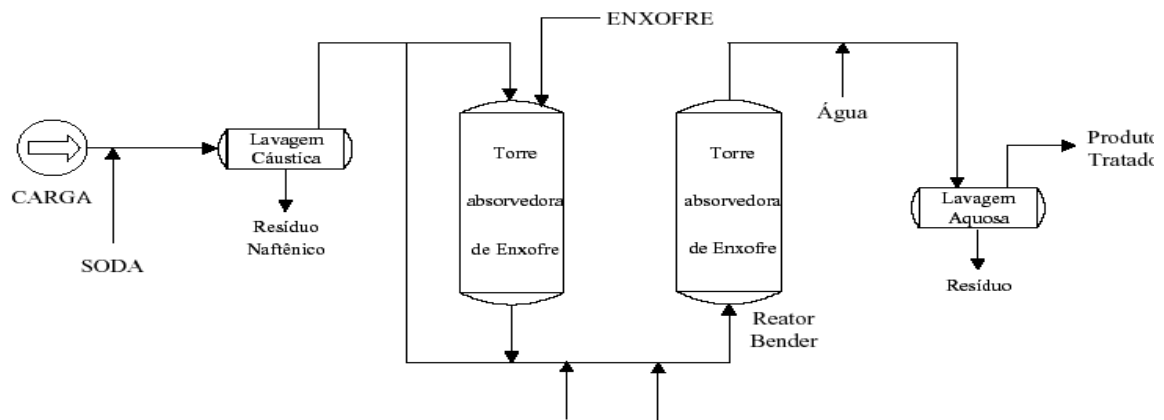 ENXOFRE
Lavagem
Cáustica
CARGA
SODA
Resíduo
Naftênico
Torre
absorvedora
de Enxofre
Torre
absorvedora
de Enxofre
Reator
Bender
Água
Lavagem
Aquosa
Produto
Tratado
Resíduo